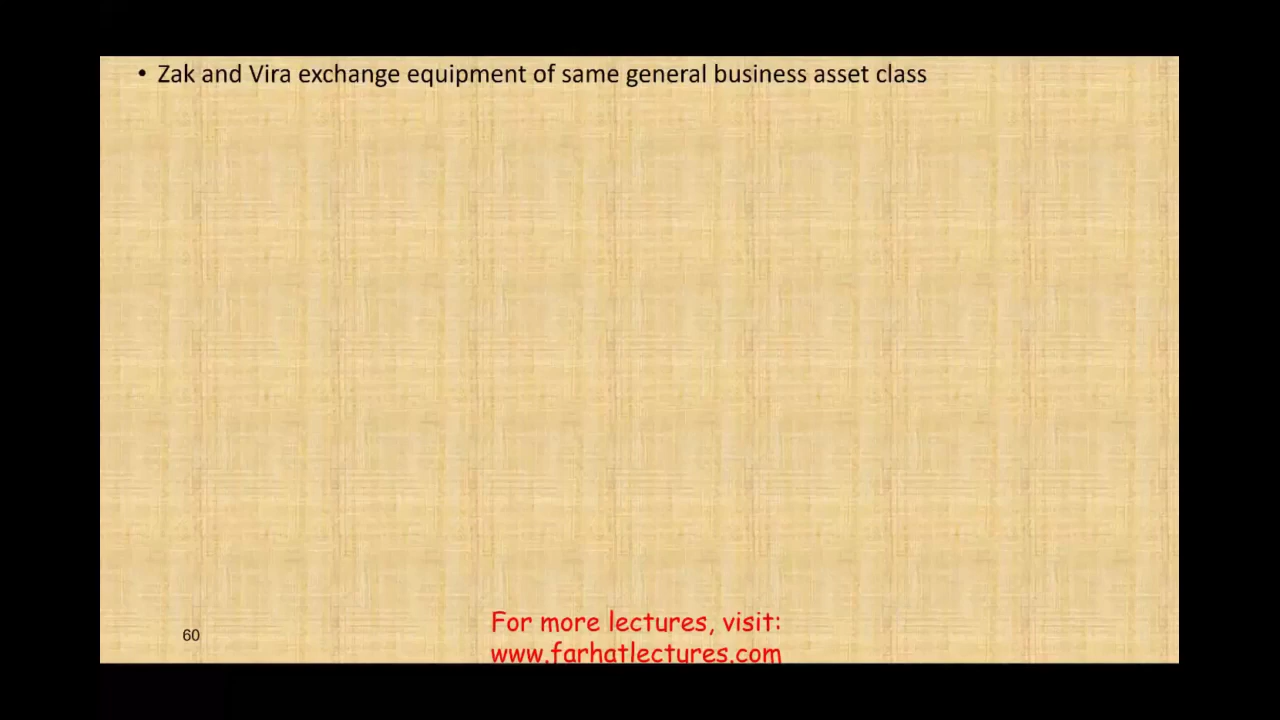 • Zak and Vira exchange equipment of same general business asset class
60
For more lectures, visit:
www.farhatlectures.com